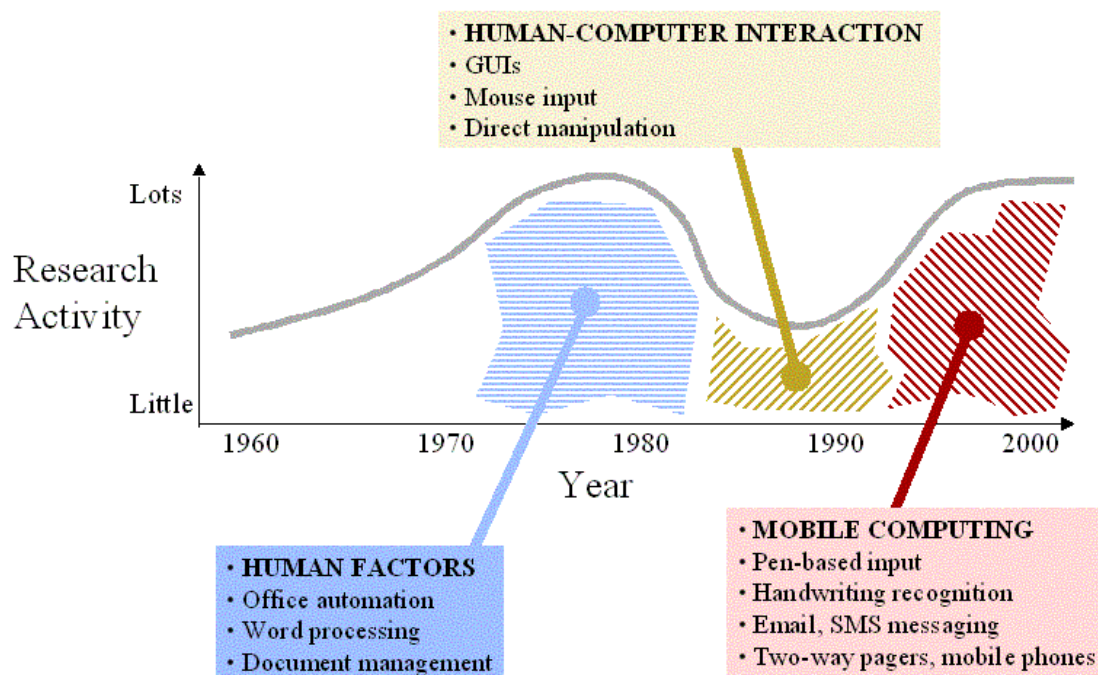 • HUMAN-COMPUTER INTERACTION
• GUIs
• Mouse input
• Direct manipulation
Lots
Research
Activity
Little
1960 1970 1980 1990 2000
Year
• HUMAN FACTORS
• Office automation
• Word processing
• Document management
• MOBILE COMPUTING
• Pen-based input
• Handwriting recognition
• Email, SMS messaging
• Two-way pagers, mobile phones